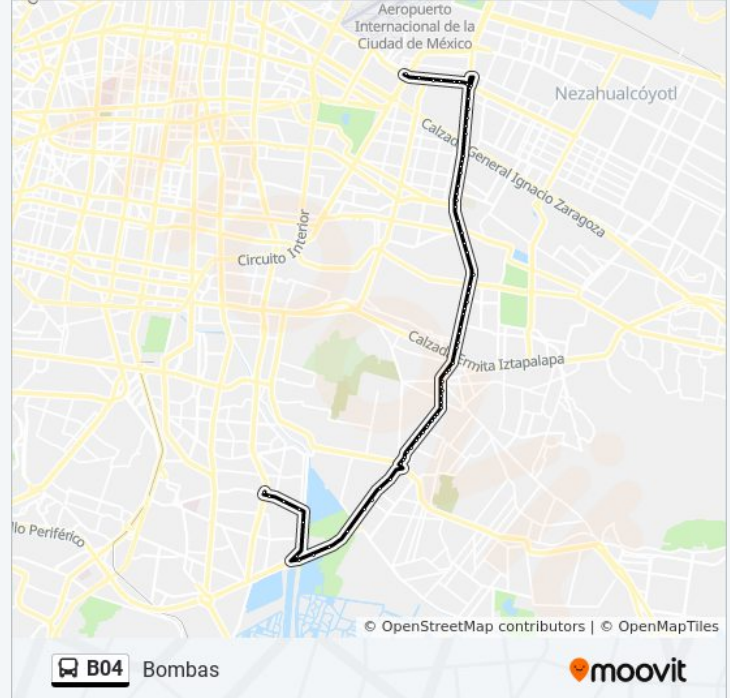 Aeropuerto
Internacional de la
Ciudad de México
Nezahualcóyotl
Calzada General Ignacio Zaragoza
Circuito Interior
Calzada Ermita Iztapalapa
llo Periférico
© OpenStreetMap contributors | © OpenMapTiles
B04 Bombas
moovit